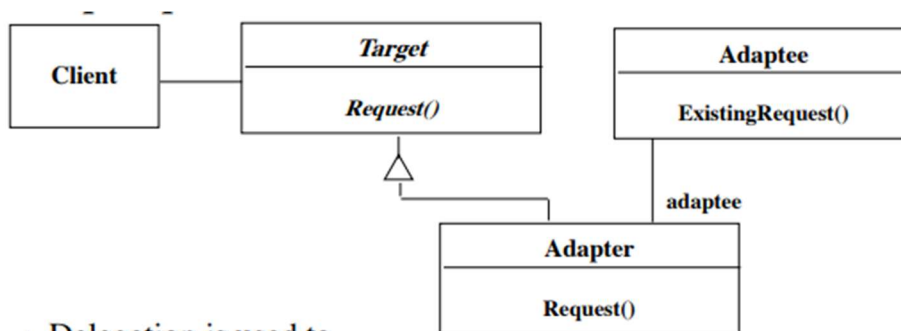 Client
Target
Request()
Adaptee
ExistingRequest()
adaptee
Adapter
Request()
Delegation is used to